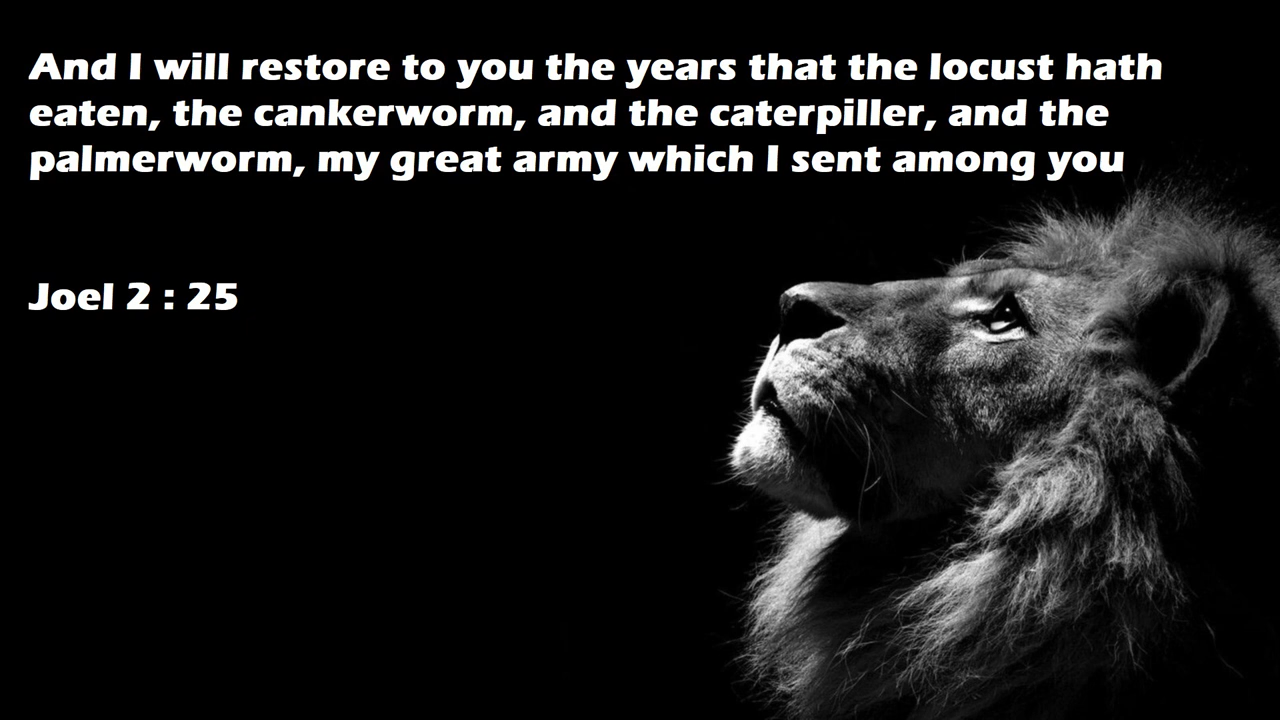 And I will restore to you the years that the locust hath
eaten, the cankerworm, and the caterpiller, and the
palmerworm, my great army which I sent among you
Joel 2 : 25